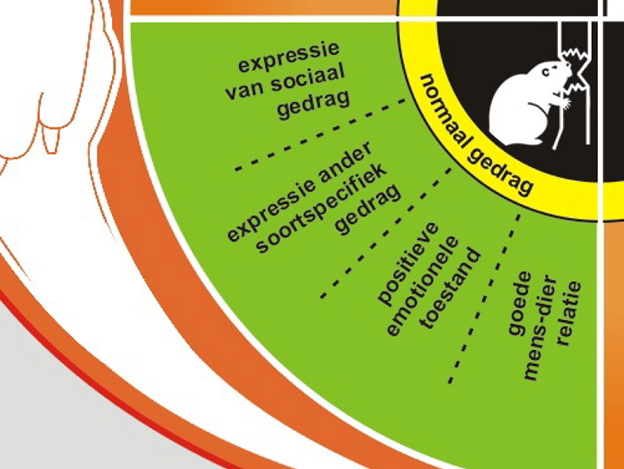 expressie
van sociaal
gedrag
expressie ander
soortspecifiek
gedrag
positieve
emotionele
toestand
goede
mens-dier
relatie
normaal gedrag